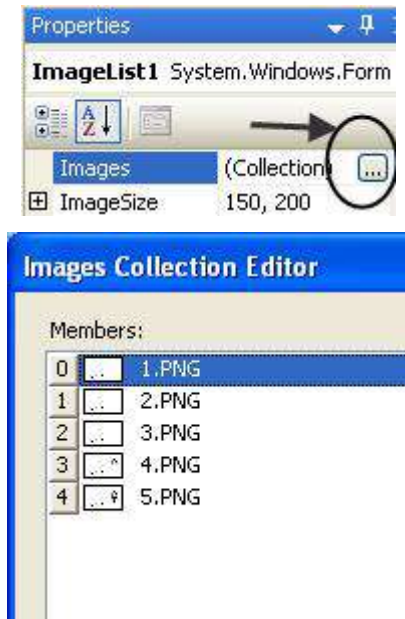 Properties
ImageList1 System.Windows.Form
A
Z
Images (Collection) ...
ImageSize 150, 200
Images Collection Editor
Members:
0 1.PNG
1 2.PNG
2 3.PNG
3 4.PNG
4 5.PNG